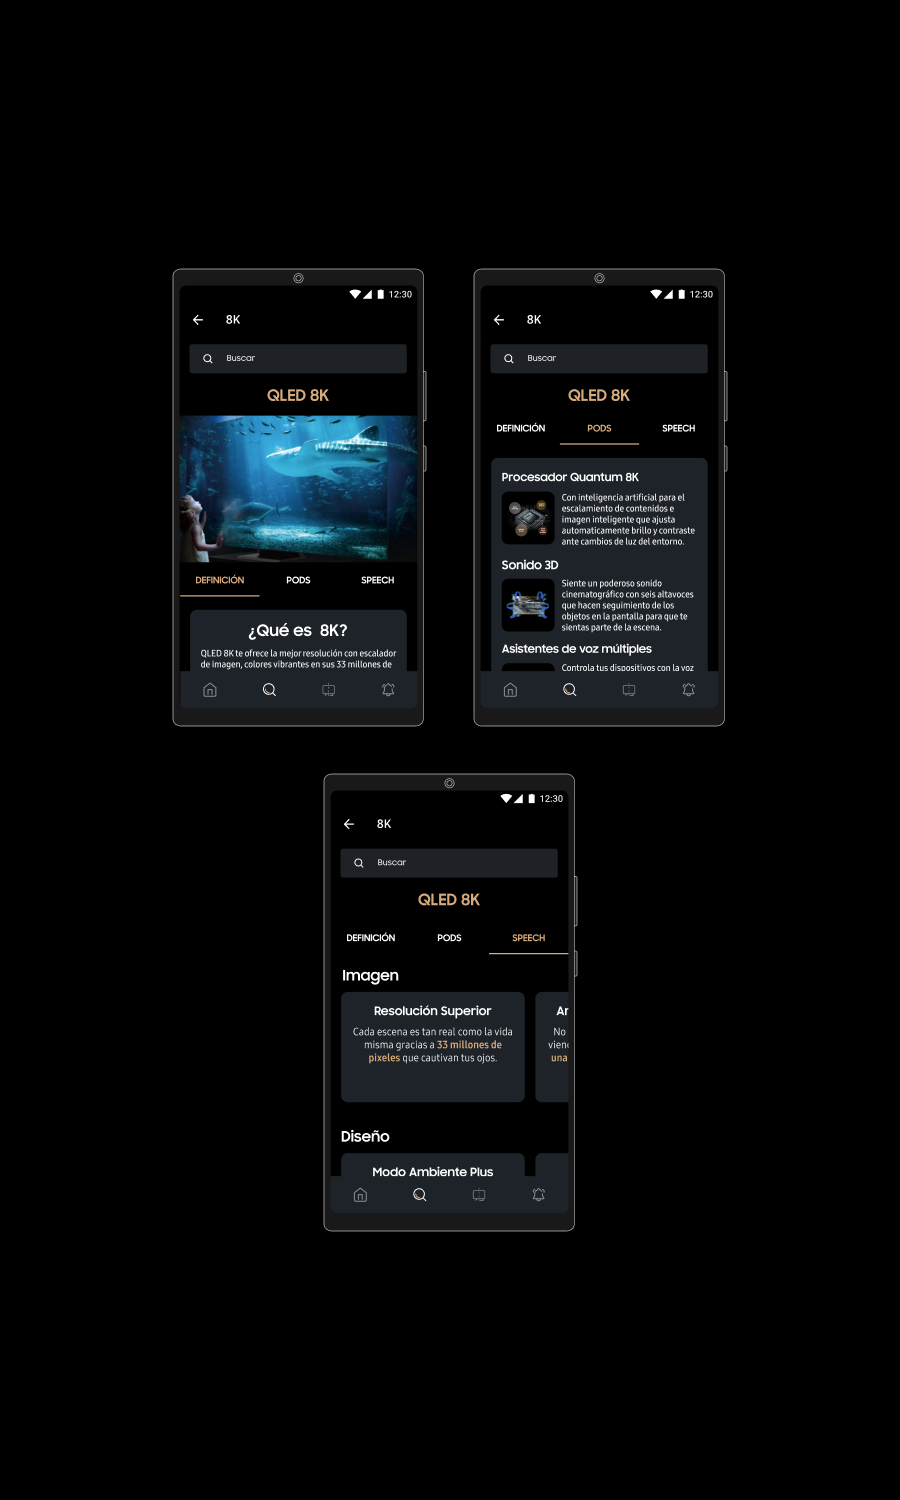 12:30
8K
Buscar
QLED 8K
DEFINICIÓN PODS SPEECH
¿Qué es 8K?
QLED 8K te ofrece la mejor resolución con escalador
de imagen, colores vibrantes en sus 33 millones de
12:30
8K
Buscar
QLED 8K
DEFINICIÓN PODS SPEECH
Procesador Quantum 8K
Con inteligencia artificial para el
escalamiento de contenidos e
imagen inteligente que ajusta
automaticamente brillo y contraste
ante cambios de luz del entorno.
Sonido 3D
Siente un poderoso sonido
cinematográfico con seis altavoces
que hacen seguimiento de los
objetos en la pantalla para que te
sientas parte de la escena.
Asistentes de voz múltiples
Controla tus dispositivos con la voz
12:30
8K
Buscar
QLED 8K
DEFINICIÓN PODS SPEECH
Imagen
Resolución Superior
Cada escena es tan real como la vida
misma gracias a 33 millones de
pixeles que cautivan tus ojos.
No
una
Diseño
Modo Ambiente Plus